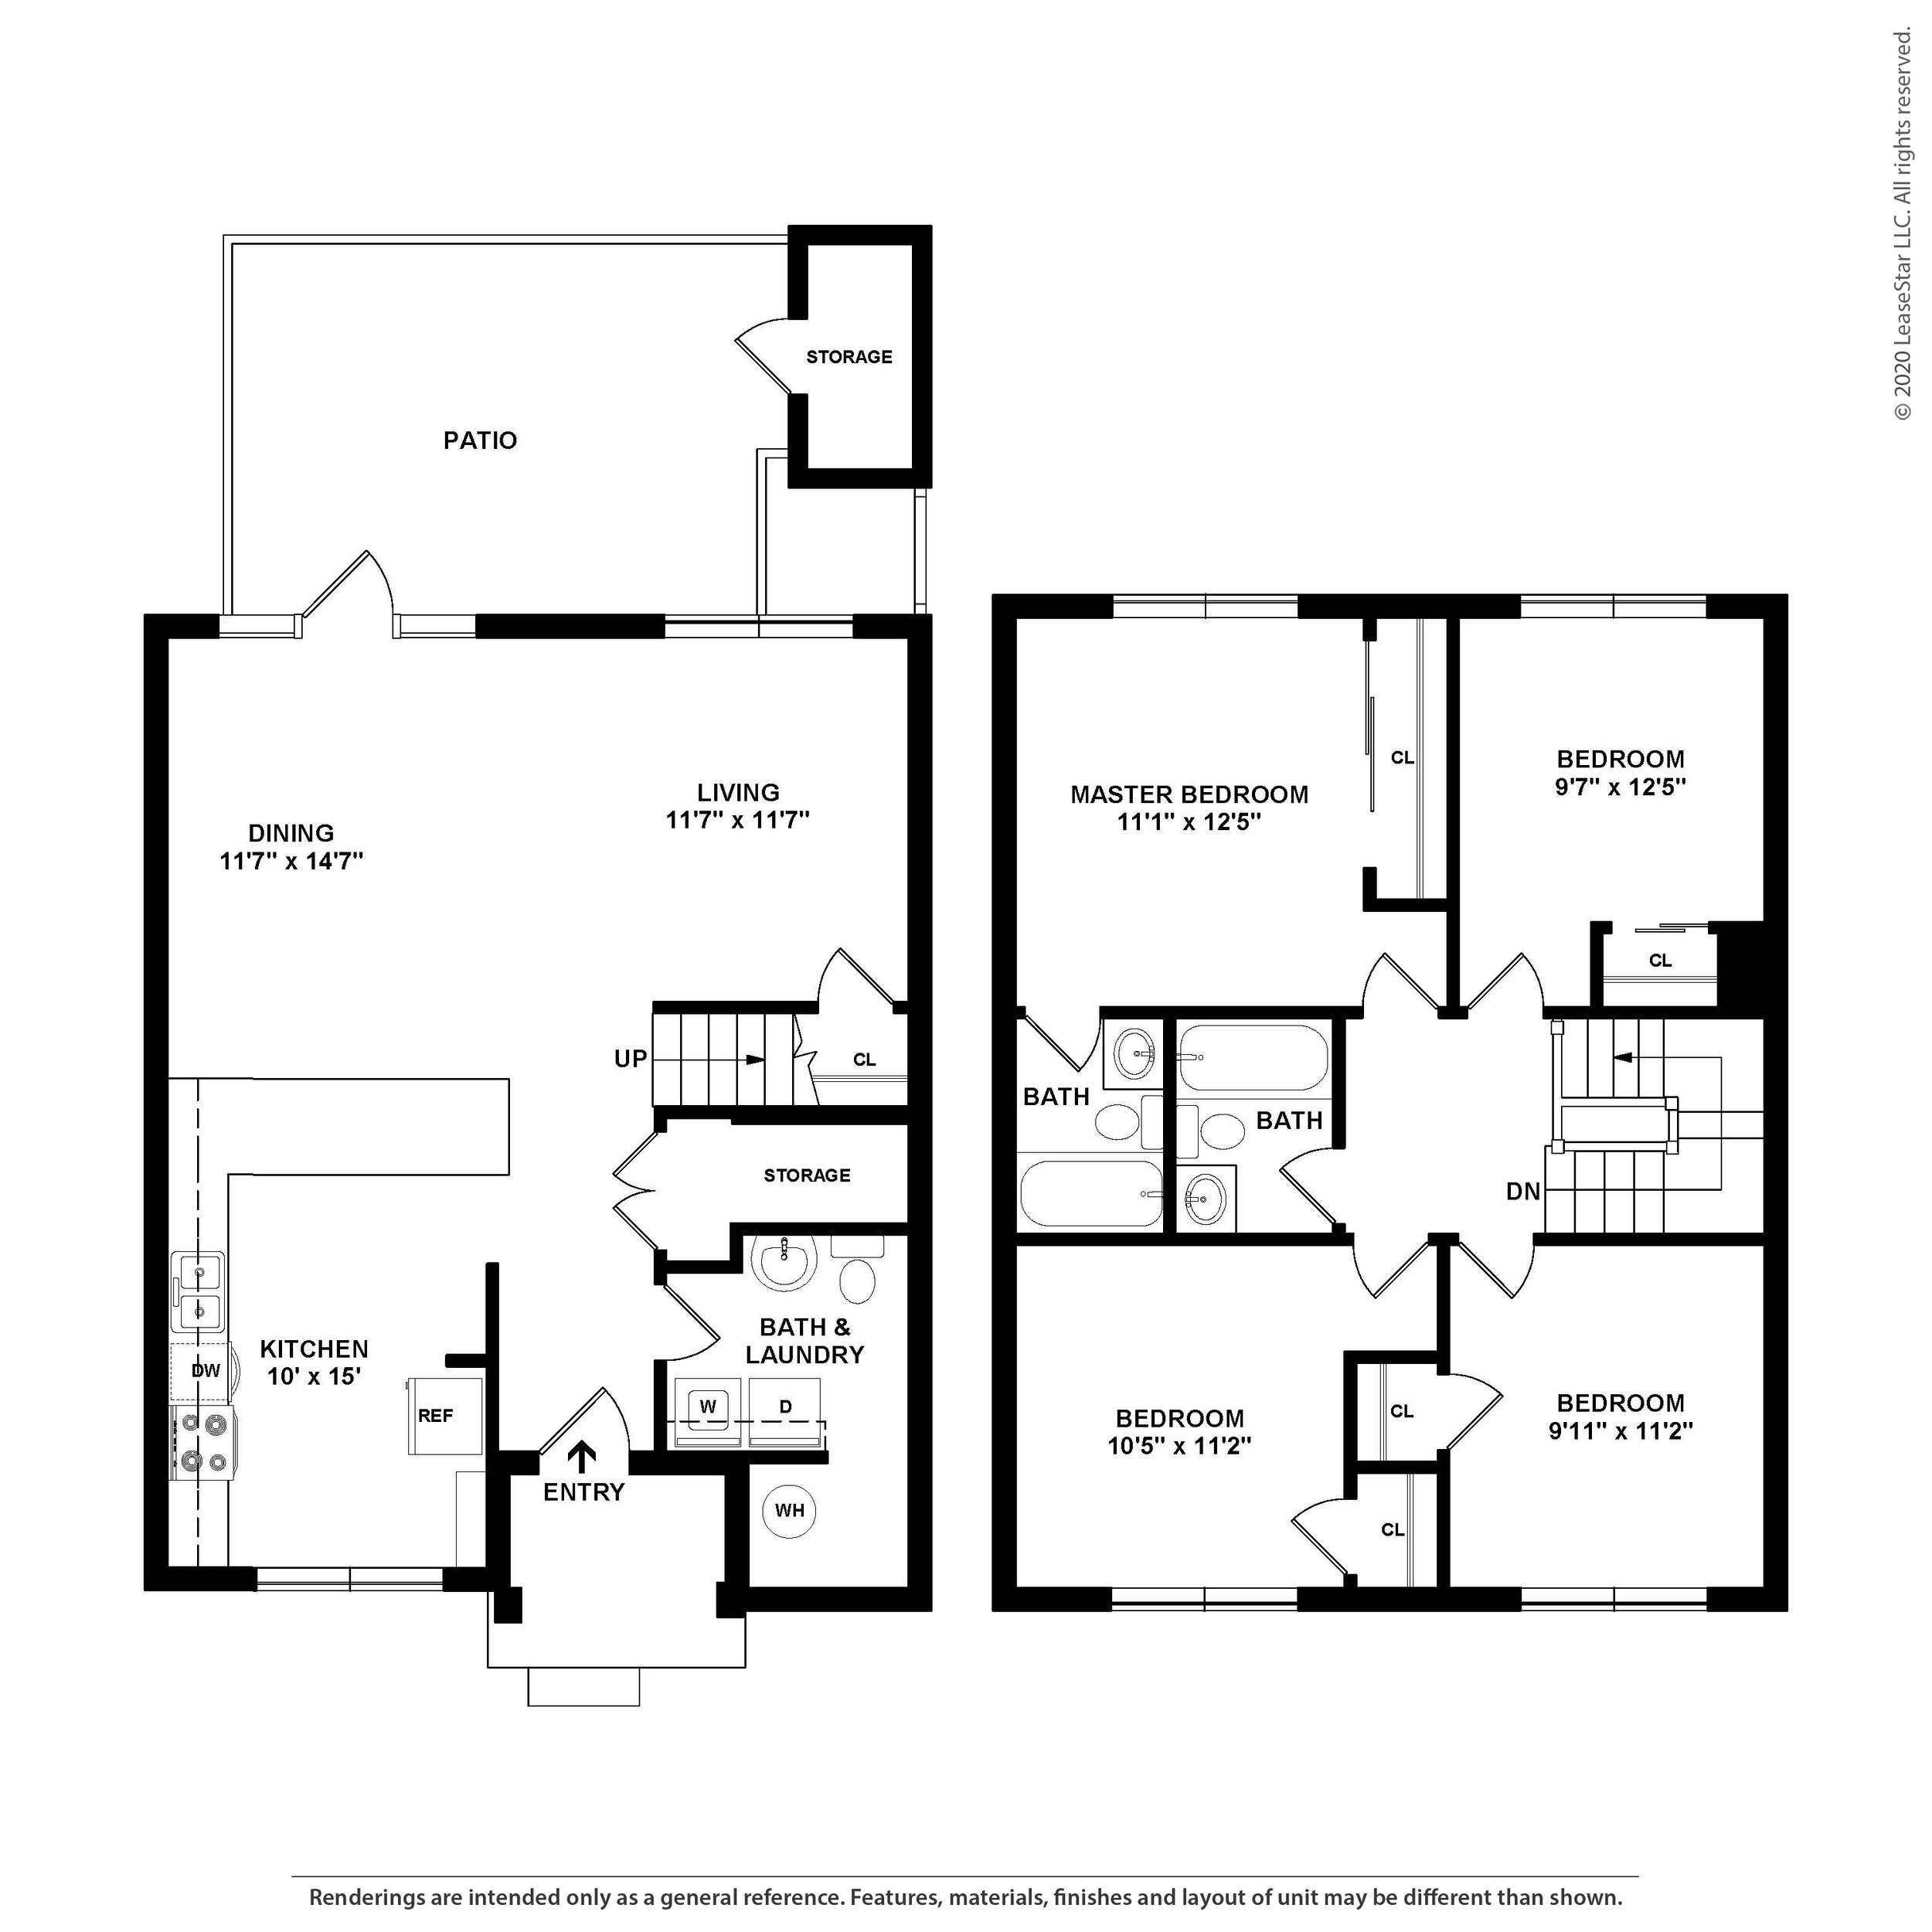 © 2020 LeaseStar LLC. All rights reserved.
STORAGE
PATIO
LIVING
11'7" x 11'7"
DINING
11'7" x 14'7"
UP
CL
STORAGE
BATH &
LAUNDRY
KITCHEN
10' x 15'
DW
REF
W
D
ENTRY
WH
MASTER BEDROOM
11'1" x 12'5"
CL
BEDROOM
9'7" x 12'5"
CL
BATH
BATH
DN
BEDROOM
10'5" x 11'2"
CL
CL
BEDROOM
9'11" x 11'2"
Renderings are intended only as a general reference. Features, materials, finishes and layout of unit may be different than shown.